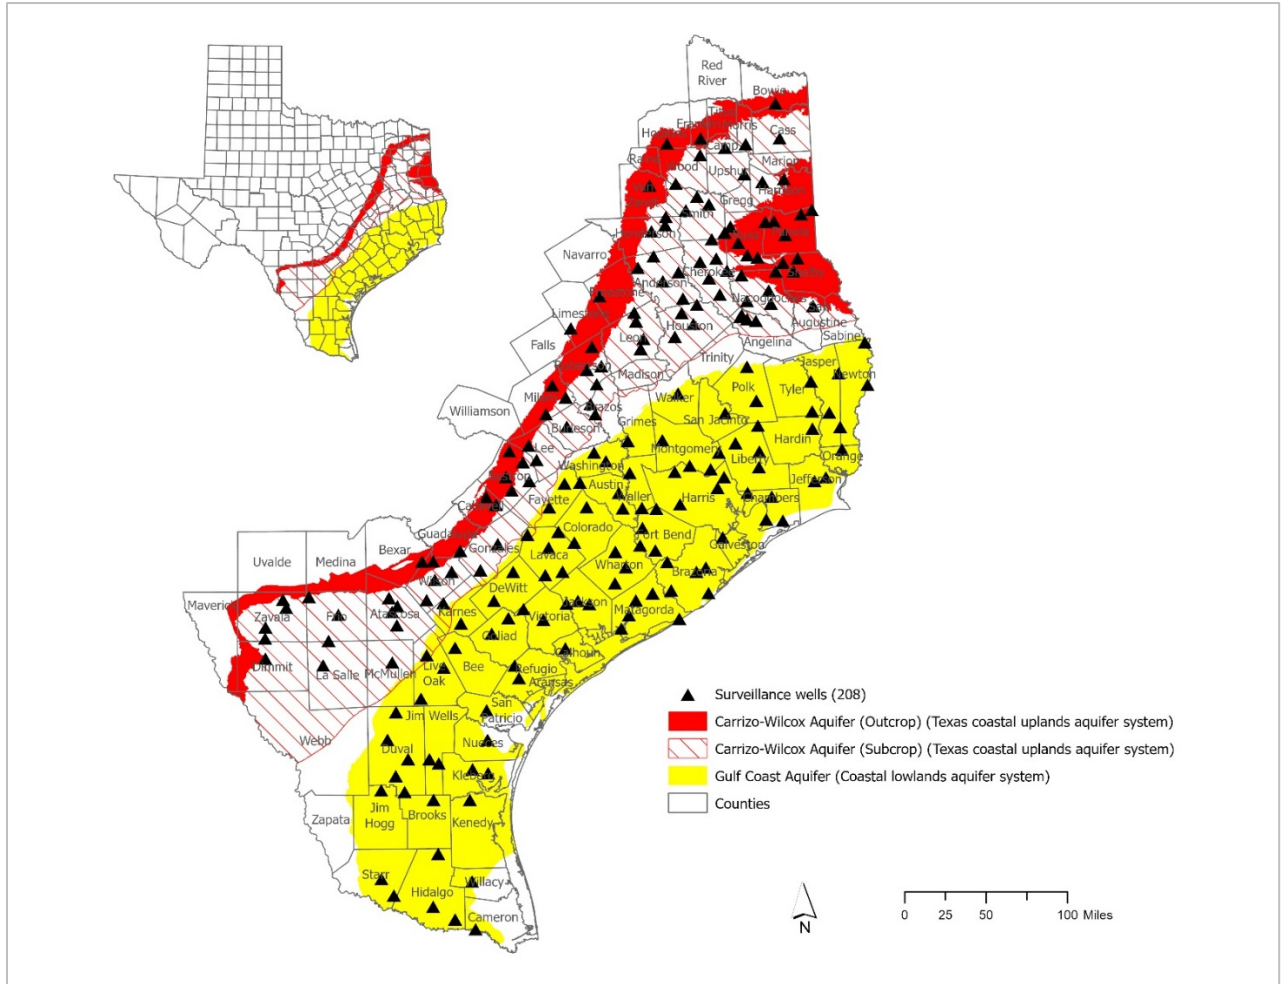 Red
River
Bowie
Cass
Camp
Marion
Wood
Upshur
Gregg
Smith
Navarro
Cherokee
Anderson
Limestone
Nacogdoches
Houston
Augustine
Leon
Falls
Angelina
Sabine
Trinity
Madison
Jasper
Newton
Polk
Tyler
Walker
Williamson
Brazos
San Jacinto
Grimes
Burleson
Hardin
Lee
Montgomery
Liberty
Orange
Washington
Jefferson
Austin
Waller
Harris
Chambers
Fayette
Colorado
Fort Bend
Galveston
Bexar
Gonzales
Lavaca
Uvalde
Medina
Wharton
Brazoria
Wilson
DeWitt
Maverick
Zavala
Frio
Atascosa
Karnes
Jackson
Matagorda
Victoria
Goliad
Calhoun
Dimmit
La Salle
McMullen
Live
Oak
Bee
Refugio
Aransas
San
Patricio
Jim Wells
Webb
Duval
Nueces
Kleberg
Zapata
Jim
Hogg
Brooks
Kenedy
Starr
Hidalgo
Willacy
Cameron
Surveillance wells (208)
Carrizo-Wilcox Aquifer (Outcrop) (Texas coastal uplands aquifer system)
Carrizo-Wilcox Aquifer (Subcrop) (Texas coastal uplands aquifer system)
Gulf Coast Aquifer (Coastal lowlands aquifer system)
Counties
N
0 25 50 100 Miles